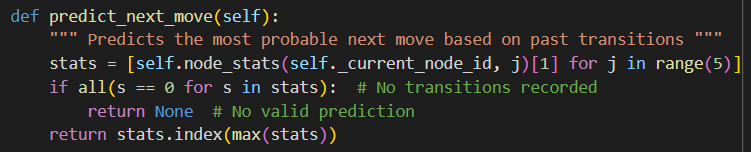 def predict_next_move(self):
    """ Predicts the most probable next move based on past transitions """
    stats = [self.node_stats(self._current_node_id, j)[1] for j in range(5)]
    if all(s == 0 for s in stats):  # No transitions recorded
        return None  # No valid prediction
    return stats.index(max(stats))